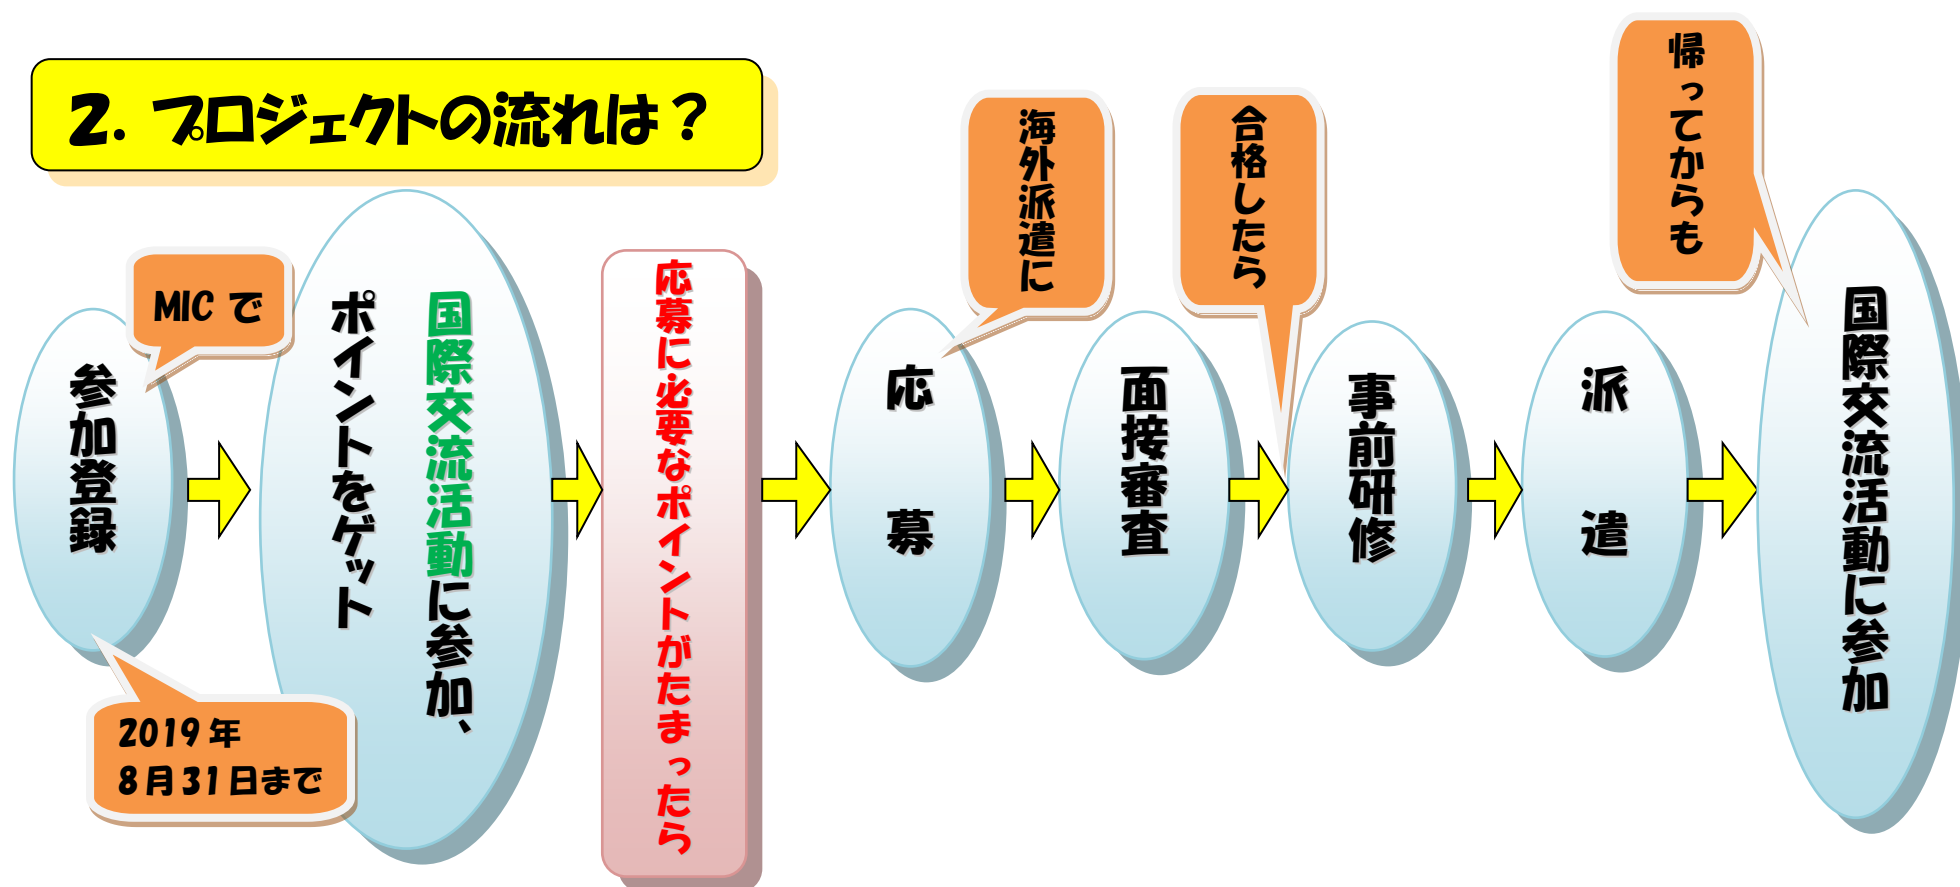 2. プロジェクトの流れは？
MIC で
参加登録
2019年
8月31日まで
国際交流活動に参加、
ポイントをゲット
応募に必要なポイントがたまったら
海外派遣に
応募
面接審査
合格したら
事前研修
派遣
帰ってからも
国際交流活動に参加